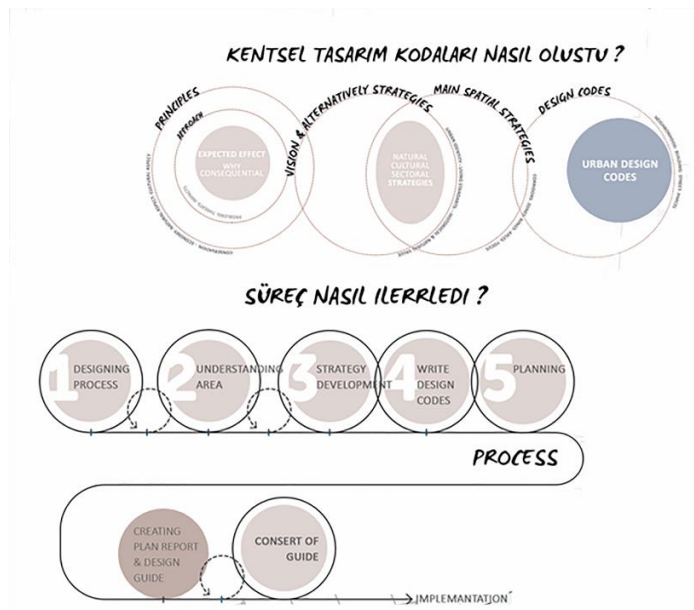 KENTSEL TASARIM KODALARI NASIL OLUSTU ?
PRINCIPLES
VISION & ALTERNATIVELY STRATEGIES
MAIN SPATIAL STRATEGIES
DESIGN CODES
EXPECTED EFFECT
WHY
CONSEQUENTIAL
NATURAL
CULTURAL
SECTORAL
STRATEGIES
URBAN DESIGN
CODES
SÜREÇ NASIL ILERRLEDI ?
1 DESIGNING
PROCESS
2 UNDERSTANDING
AREA
3 STRATEGY
DEVELOPMENT
4 WRITE
DESIGN
CODES
5 PLANNING
PROCESS
CREATING
PLAN REPORT
& DESIGN
GUIDE
CONSERT OF
GUIDE
IMPLEMANTATJON